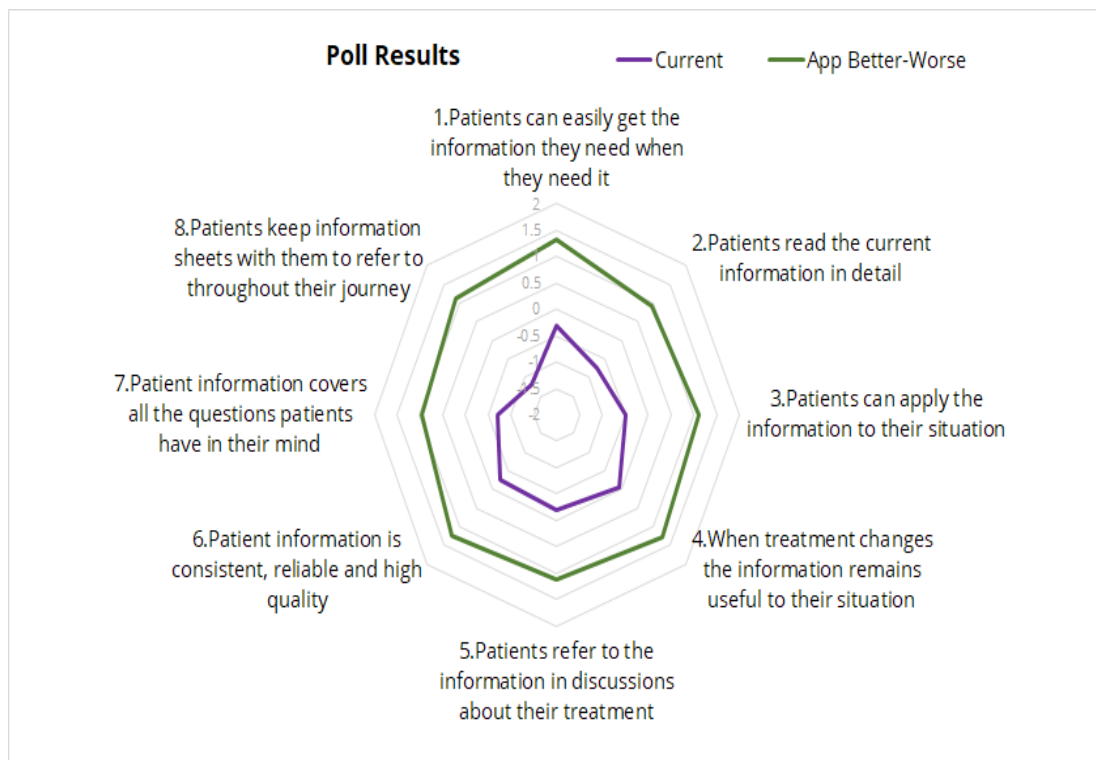 Poll Results
Current
App Better-Worse
1.Patients can easily get the
information they need when
they need it
2.Patients read the current
information in detail
3.Patients can apply the
information to their situation
4.When treatment changes
the information remains
useful to their situation
5.Patients refer to the
information in discussions
about their treatment
6.Patient information is
consistent, reliable and high
quality
7.Patient information covers
all the questions patients
have in their mind
8.Patients keep information
sheets with them to refer to
throughout their journey
2
1.5
1
0.5
0
-0.5
-1
-2